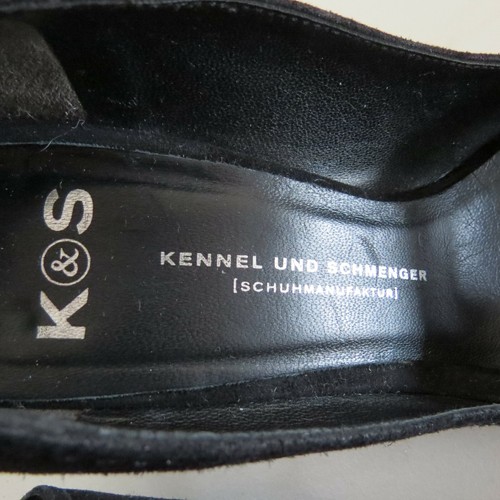 K&S
KENNEL UND SCHMENGER
[SCHUHMANUFAKTUR]